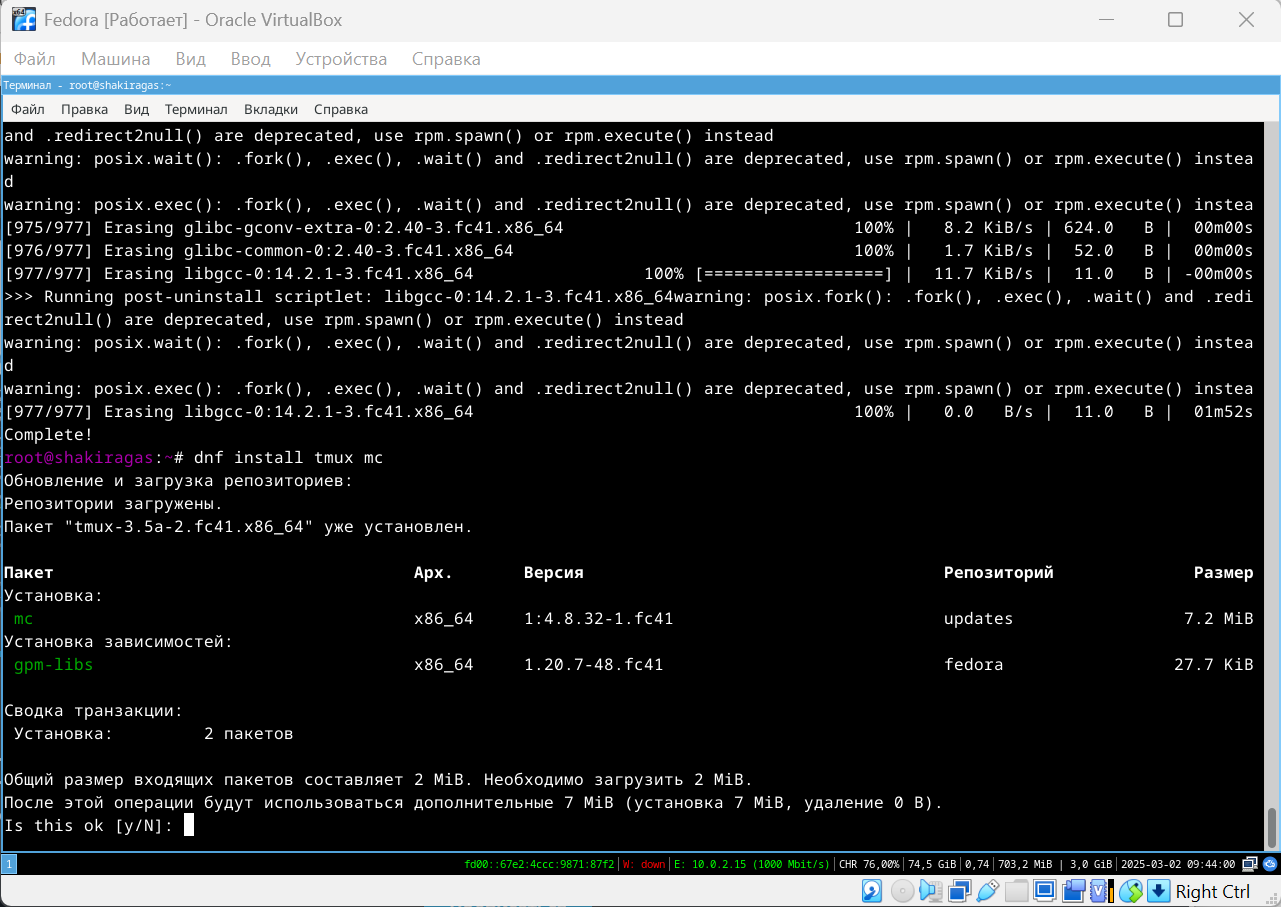 Fedora [Работает] - Oracle VirtualBox
Файл Машина Вид Ввод Устройства Справка
Терминал - root@shakiragas:~
Файл Правка Вид Терминал Вкладки Справка
and .redirect2null() are deprecated, use rpm.spawn() or rpm.execute() instead
warning: posix.wait(): .fork(), .exec(), .wait() and .redirect2null() are deprecated, use rpm.spawn() or rpm.execute() instea
d
warning: posix.exec(): .fork(), .exec(), .wait() and .redirect2null() are deprecated, use rpm.spawn() or rpm.execute() instea
[975/977] Erasing glibc-gconv-extra-0:2.40-3.fc41.x86_64 100% | 8.2 KiB/s | 624.0 B | 00m00s
[976/977] Erasing glibc-common-0:2.40-3.fc41.x86_64 100% | 1.7 KiB/s | 52.0 B | 00m00s
[977/977] Erasing libgcc-0:14.2.1-3.fc41.x86_64 100% [==================] | 11.7 KiB/s | 11.0 B | -00m00s
>>> Running post-uninstall scriptlet: libgcc-0:14.2.1-3.fc41.x86_64warning: posix.fork(): .fork(), .exec(), .wait() and .redi
rect2null() are deprecated, use rpm.spawn() or rpm.execute() instead
warning: posix.wait(): .fork(), .exec(), .wait() and .redirect2null() are deprecated, use rpm.spawn() or rpm.execute() instea
d
warning: posix.exec(): .fork(), .exec(), .wait() and .redirect2null() are deprecated, use rpm.spawn() or rpm.execute() instea
[977/977] Erasing libgcc-0:14.2.1-3.fc41.x86_64 100% | 0.0 B/s | 11.0 B | 01m52s
Complete!
root@shakiragas:~# dnf install tmux mc
Обновление и загрузка репозиториев:
Репозитории загружены.
Пакет "tmux-3.5a-2.fc41.x86_64" уже установлен.
Пакет Арх. Версия Репозиторий Размер
Установка:
mc x86_64 1:4.8.32-1.fc41 updates 7.2 MiB
Установка зависимостей:
gpm-libs x86_64 1.20.7-48.fc41 fedora 27.7 KiB
Сводка транзакции:
Установка: 2 пакетов
Общий размер входящих пакетов составляет 2 MiB. Необходимо загрузить 2 MiB.
После этой операции будут использоваться дополнительные 7 MiB (установка 7 MiB, удаление 0 B).
Is this ok [y/N]:
1 fd00::67e2:4ccc:9871:87f2 | W: down | E: 10.0.2.15 (1000 Mbit/s) | CHR 76,00% | 74,5 GiB | 0,74 | 703,2 MiB | 3,0 GiB | 2025-03-02 09:44:00
Right Ctrl